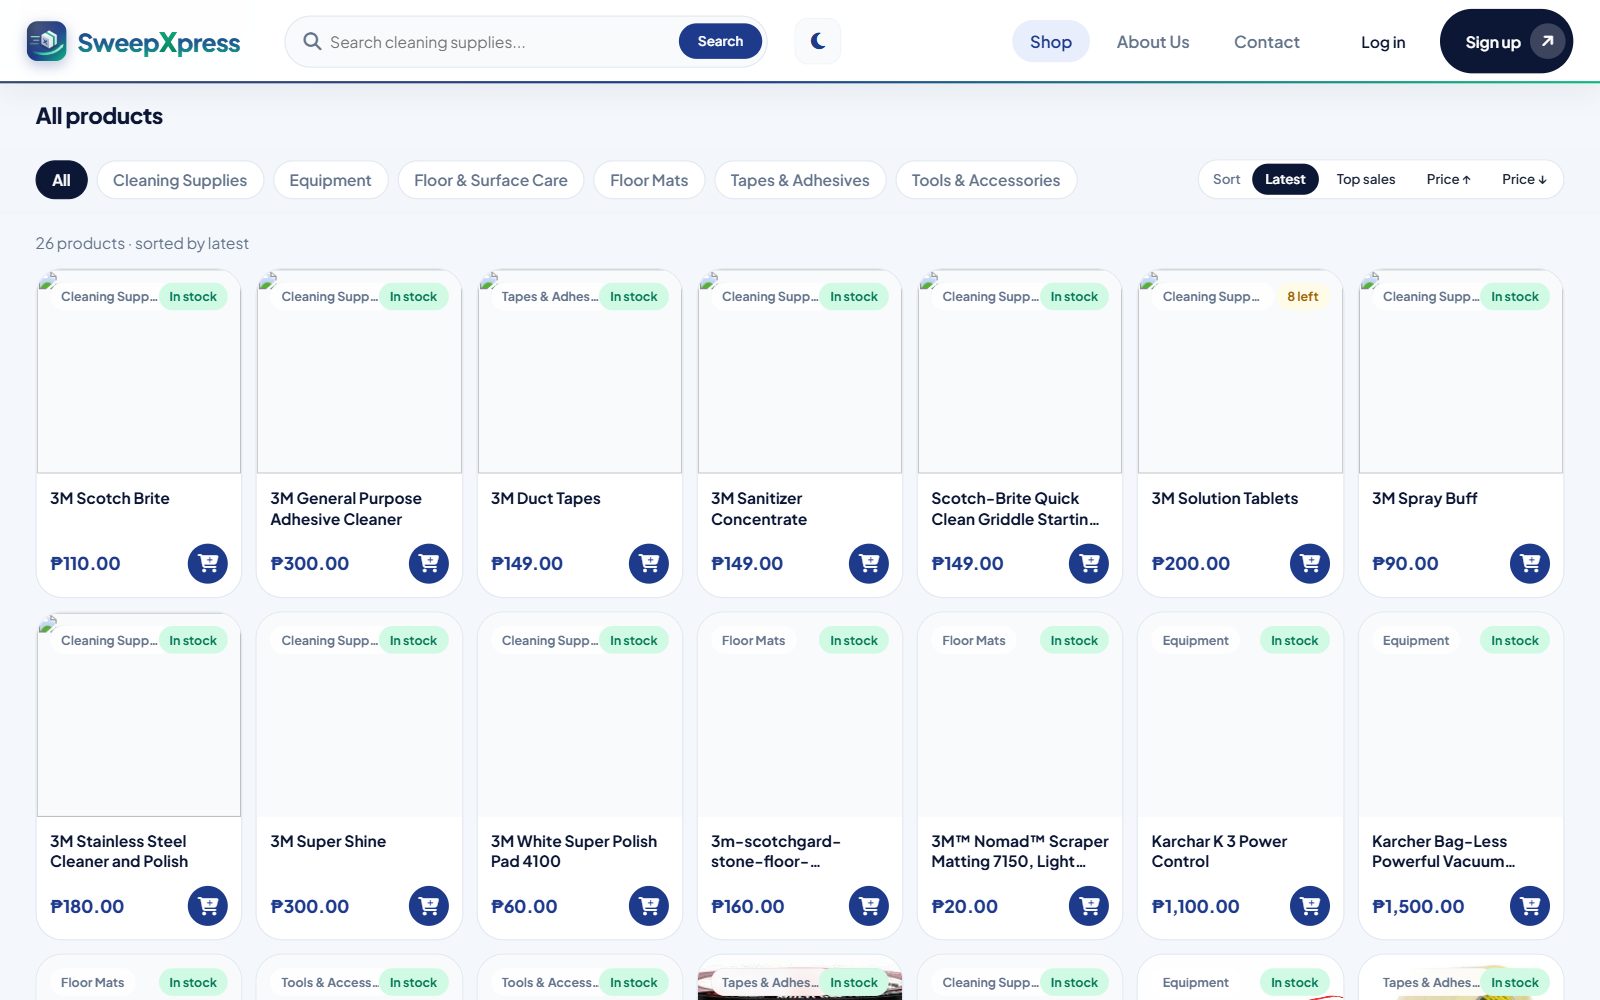 SweepXpress
Search cleaning supplies...
Search
Shop
About Us
Contact
Log in
Sign up
All products
All
Cleaning Supplies
Equipment
Floor & Surface Care
Floor Mats
Tapes & Adhesives
Tools & Accessories
Sort
Latest
Top sales
Price ↑
Price ↓
26 products · sorted by latest
Cleaning Supp... In stock
Cleaning Supp... In stock
Tapes & Adhes... In stock
Cleaning Supp... In stock
Cleaning Supp... In stock
Cleaning Supp... 8 left
Cleaning Supp... In stock
3M Scotch Brite
₱110.00
3M General Purpose
Adhesive Cleaner
₱300.00
3M Duct Tapes
₱149.00
3M Sanitizer
Concentrate
₱149.00
Scotch-Brite Quick
Clean Griddle Startin...
₱149.00
3M Solution Tablets
₱200.00
3M Spray Buff
₱90.00
Cleaning Supp... In stock
Cleaning Supp... In stock
Cleaning Supp... In stock
Floor Mats In stock
Floor Mats In stock
Equipment In stock
Equipment In stock
3M Stainless Steel
Cleaner and Polish
₱180.00
3M Super Shine
₱300.00
3M White Super Polish
Pad 4100
₱60.00
3m-scotchgard-
stone-floor-...
₱160.00
3M™ Nomad™ Scraper
Matting 7150, Light...
₱20.00
Karchar K 3 Power
Control
₱1,100.00
Karcher Bag-Less
Powerful Vacuum...
₱1,500.00
Floor Mats In stock
Tools & Access... In stock
Tools & Access... In stock
Tapes & Adhes... In stock
Cleaning Supp... In stock
Equipment In stock
Tapes & Adhes... In stock